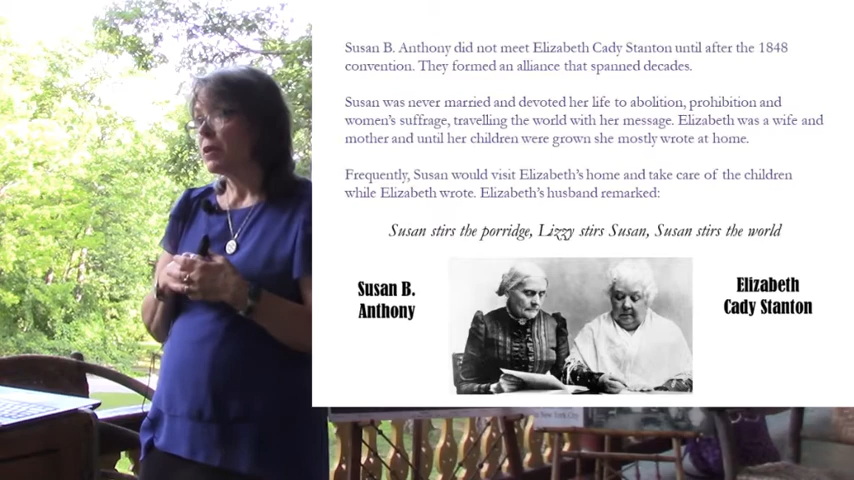 Susan B. Anthony did not meet Elizabeth Cady Stanton until after the 1848
convention. They formed an alliance that spanned decades.
Susan was never married and devoted her life to abolition, prohibition and
women's suffrage, travelling the world with her message. Elizabeth was a wife and
mother and until her children were grown she mostly wrote at home.
Frequently, Susan would visit Elizabeth's home and take care of the children
while Elizabeth wrote. Elizabeth's husband remarked:
Susan stirs the porridge, Lizzy stirs Susan, Susan stirs the world
Susan B.
Anthony
Elizabeth
Cady Stanton
New York City